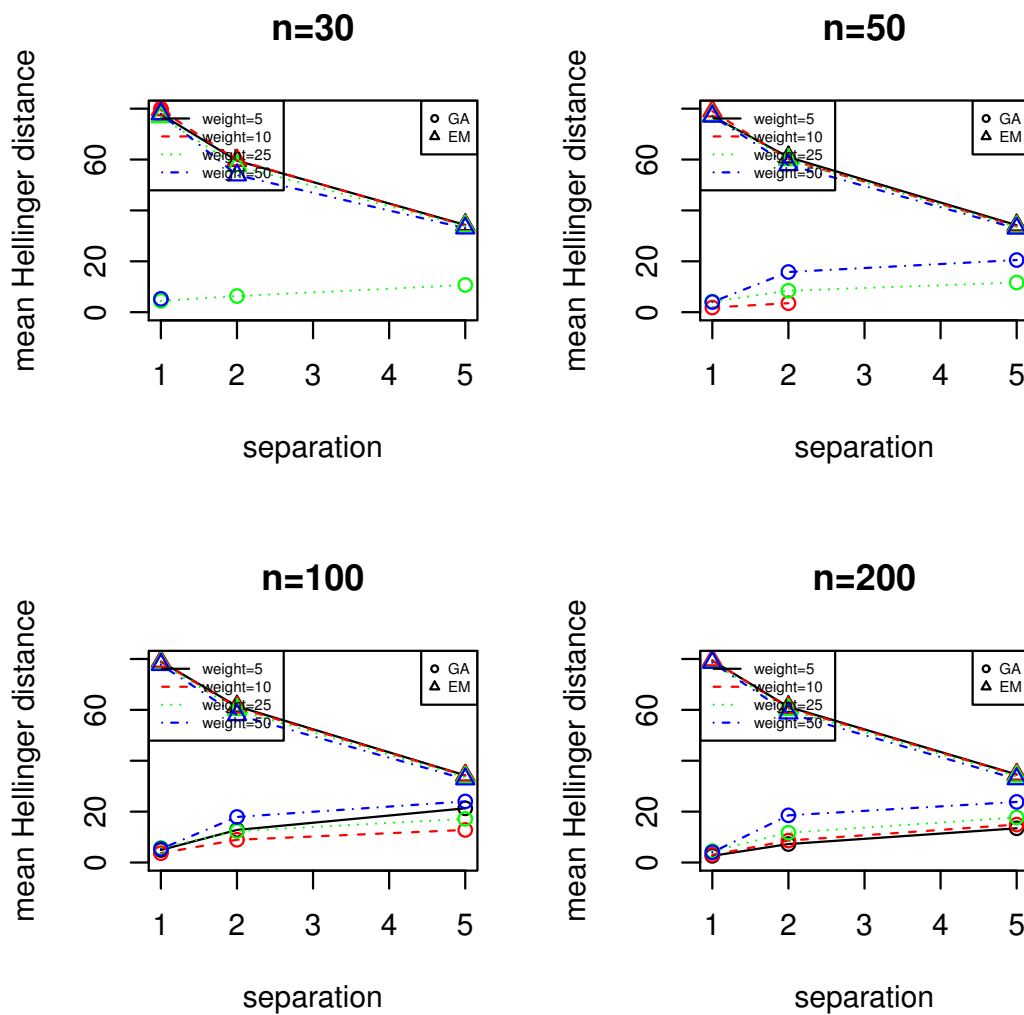 n=30
mean Hellinger distance
0 20 60
weight=5
weight=10
weight=25
weight=50
GA
EM
1 2 3 4 5
separation
n=50
mean Hellinger distance
0 20 60
weight=5
weight=10
weight=25
weight=50
GA
EM
1 2 3 4 5
separation
n=100
mean Hellinger distance
0 20 60
weight=5
weight=10
weight=25
weight=50
GA
EM
1 2 3 4 5
separation
n=200
mean Hellinger distance
0 20 60
weight=5
weight=10
weight=25
weight=50
GA
EM
1 2 3 4 5
separation